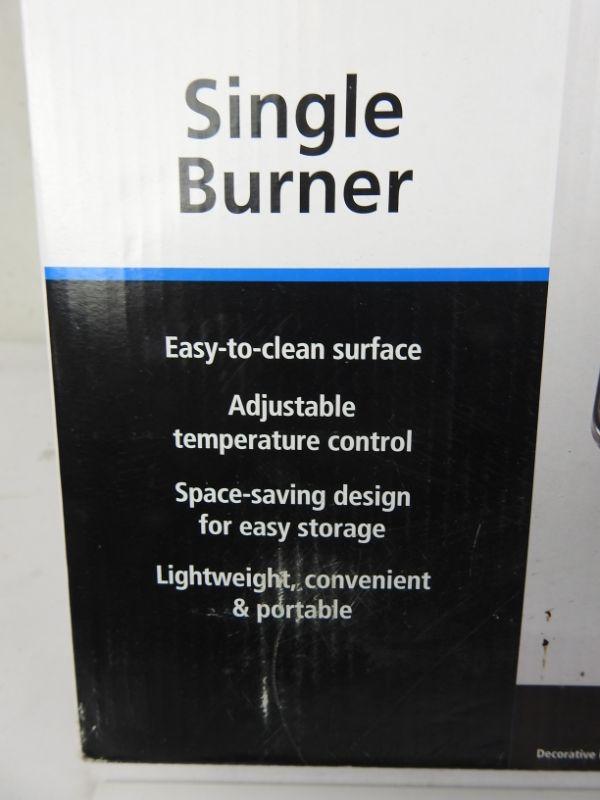 Single
Burner
Easy-to-clean surface
Adjustable
temperature control
Space-saving design
for easy storage
Lightweight, convenient
& portable
Decorative